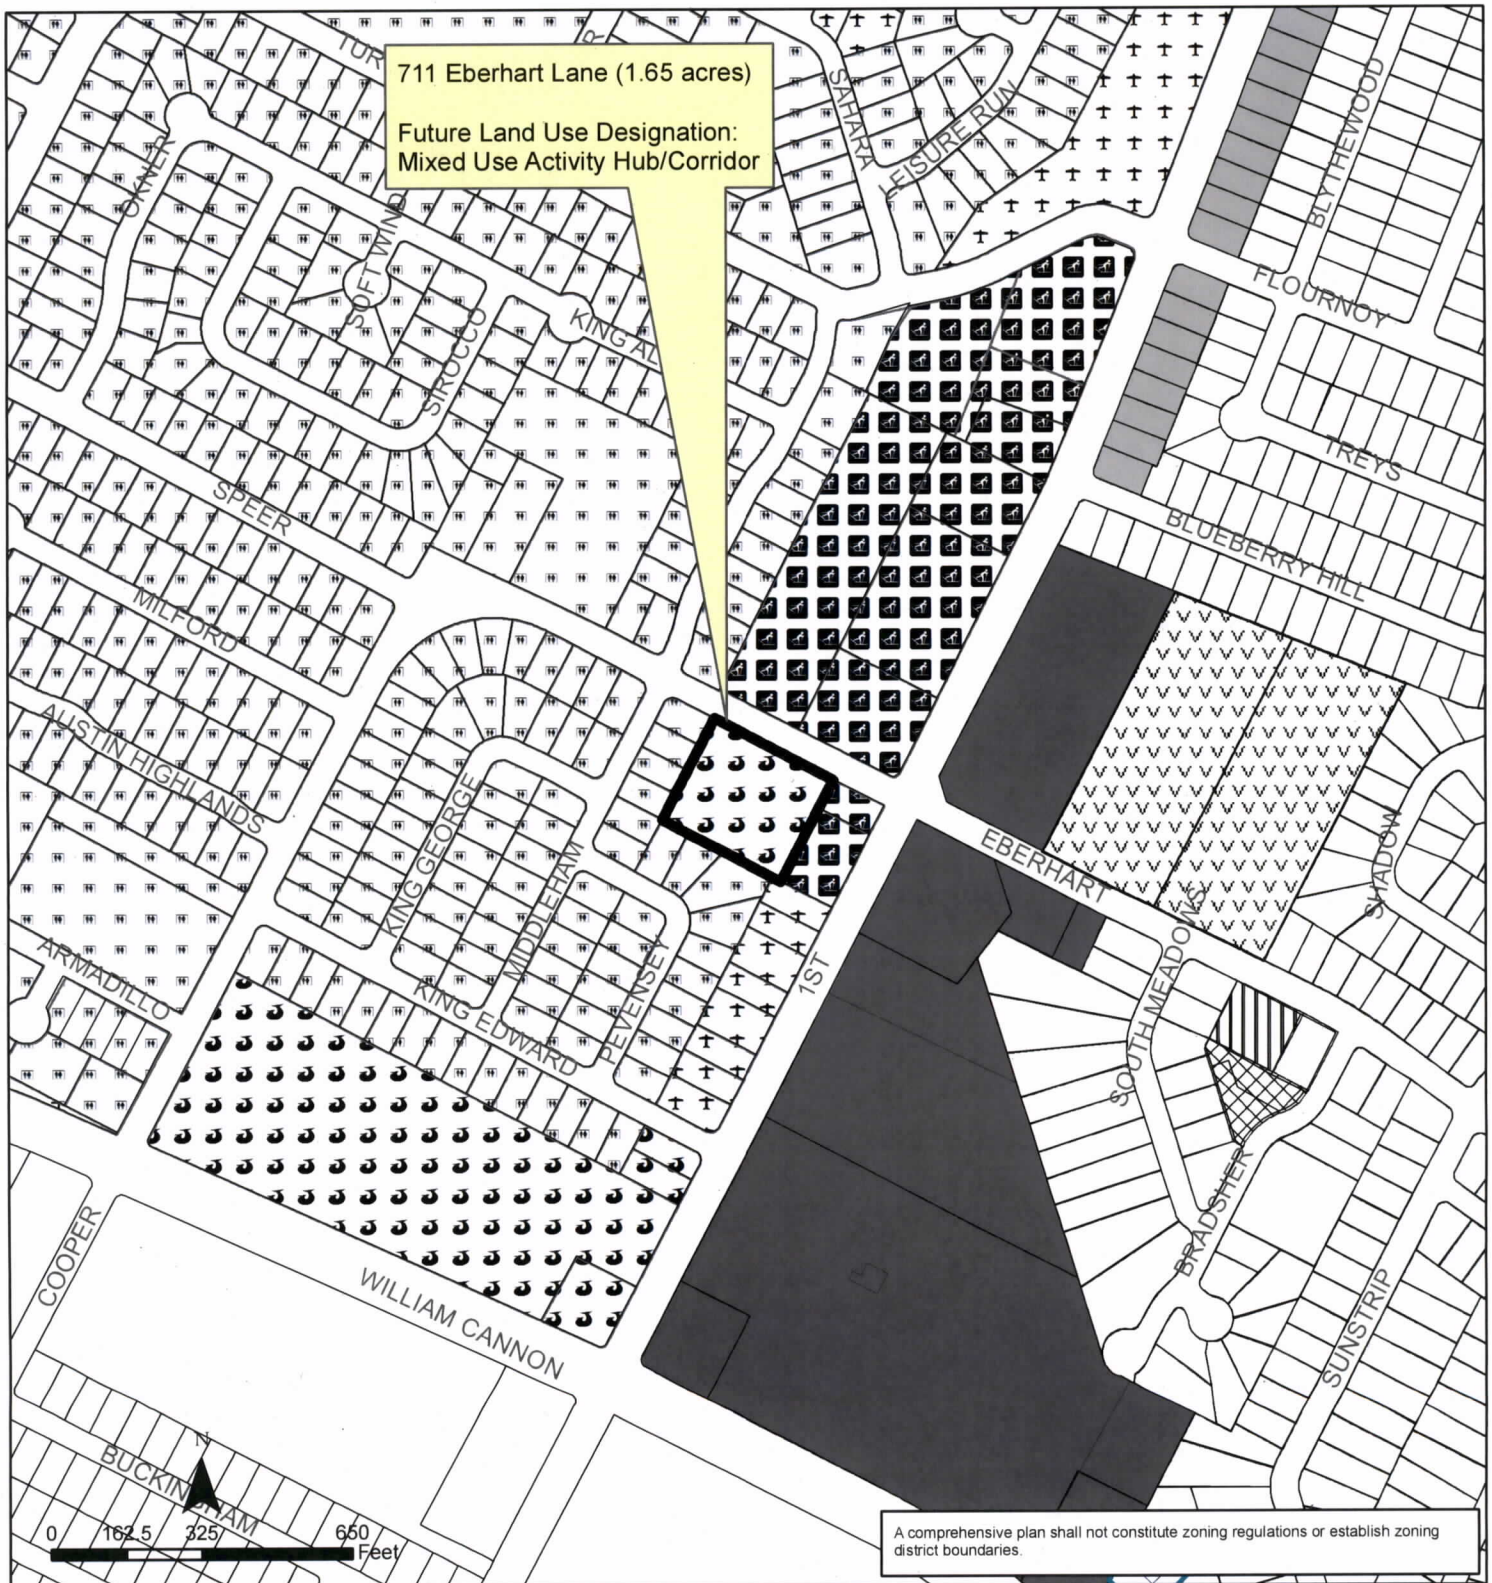 711 Eberhart Lane (1.65 acres)
Future Land Use Designation:
Mixed Use Activity Hub/Corridor
TUR
R
SAHARA
LEISURE RUN
BLYTHEWOOD
OKNER
SOFT WIND
SIROCCO
KING AL
FLOURNOY
TREYS
BLUEBERRY HILL
SPEER
MILFORD
AUSTIN HIGHLANDS
KING GEORGE
MIDDLEHAM
PEVENSEY
KING EDWARD
ARMADILLO
1ST
EBERHART
SOUTH MEADOWS
SHADOW
BRADSHER
SUNSTRIP
COOPER
WILLIAM CANNON
BUCKINGHAM
N
0 162.5 325 650
Feet
A comprehensive plan shall not constitute zoning regulations or establish zoning
district boundaries.